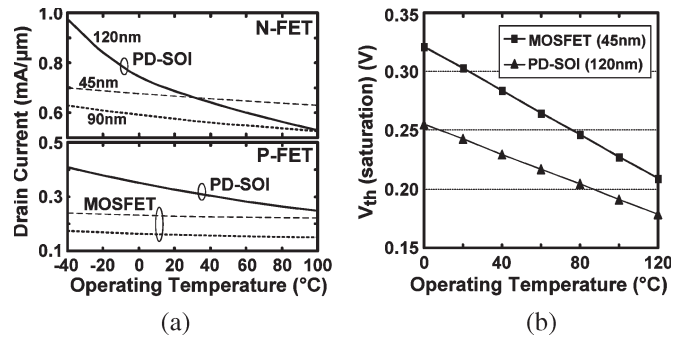 1.0
0.8
0.6
Drain Current (mA/µm)
120nm
N-FET
PD-SOI
45nm
90nm
0.5
0.3
0.1
P-FET
PD-SOI
MOSFET
-40 -20 0 20 40 60 80 100
Operating Temperature (°C)
(a)
0.35
0.30
0.25
0.20
0.15
Vth (saturation) (V)
MOSFET (45nm)
PD-SOI (120nm)
0 20 40 60 80 100 120
Operating Temperature (°C)
(b)